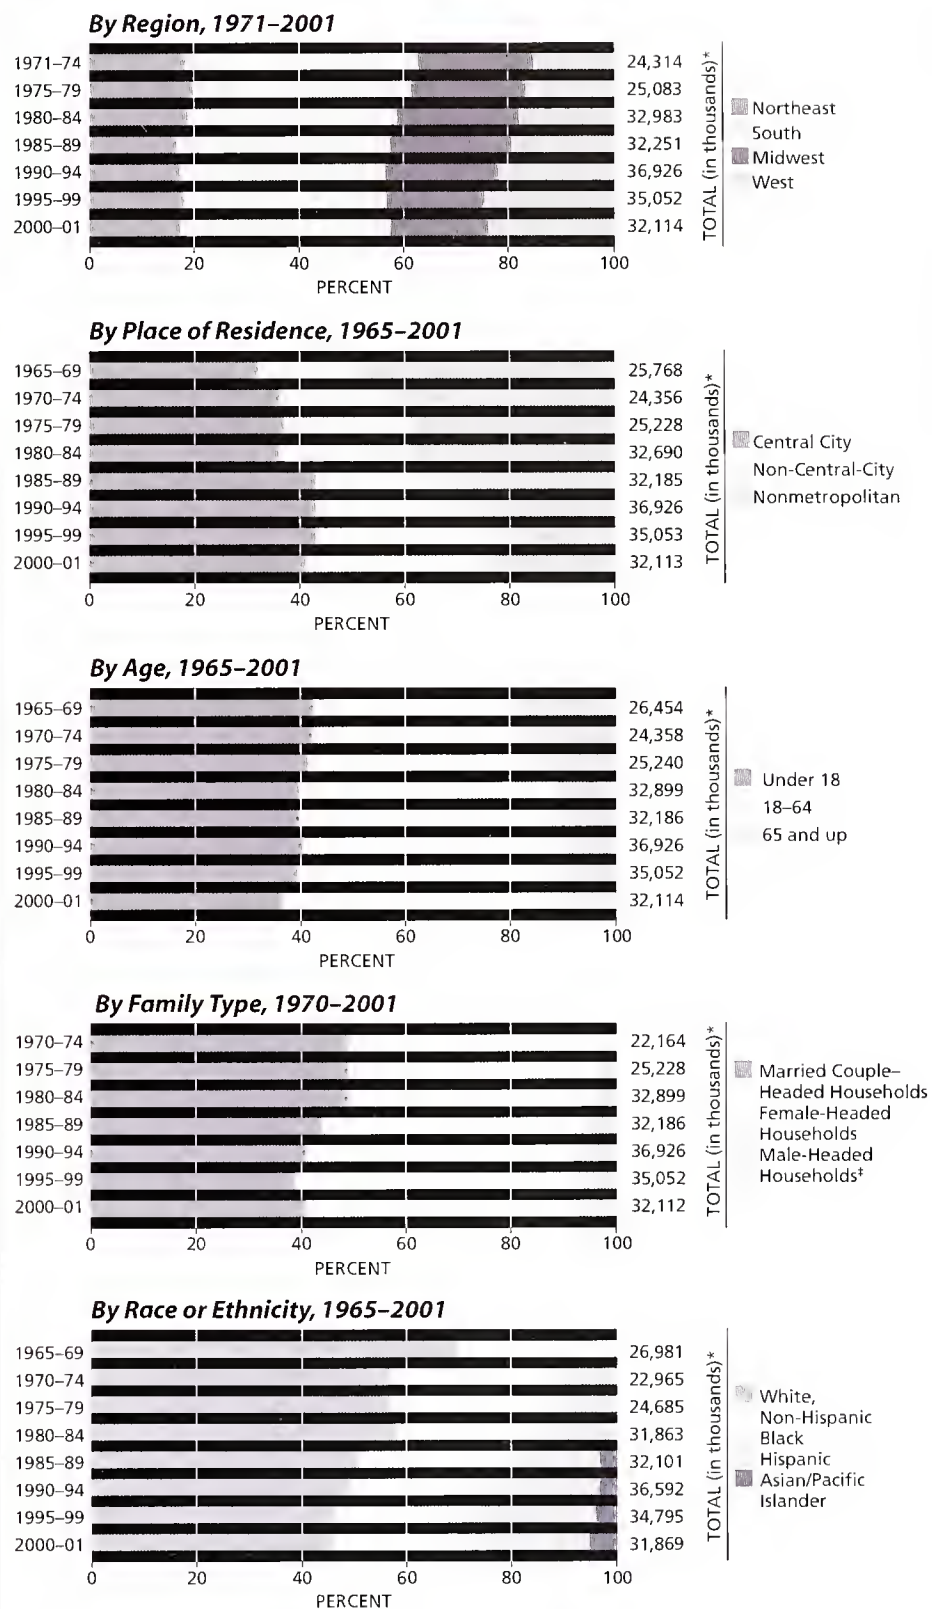 By Region, 1971–2001
1971–74 24,314
1975–79 25,083
1980–84 32,983
1985–89 32,251
1990–94 36,926
1995–99 35,052
2000–01 32,114
0 20 40 60 80 100
PERCENT
TOTAL (in thousands)*
Northeast
South
Midwest
West
By Place of Residence, 1965–2001
1965–69 25,768
1970–74 24,356
1975–79 25,228
1980–84 32,690
1985–89 32,185
1990–94 36,926
1995–99 35,053
2000–01 32,113
0 20 40 60 80 100
PERCENT
TOTAL (in thousands)*
Central City
Non-Central-City
Nonmetropolitan
By Age, 1965–2001
1965–69 26,454
1970–74 24,358
1975–79 25,240
1980–84 32,899
1985–89 32,186
1990–94 36,926
1995–99 35,052
2000–01 32,114
0 20 40 60 80 100
PERCENT
TOTAL (in thousands)*
Under 18
18–64
65 and up
By Family Type, 1970–2001
1970–74 22,164
1975–79 25,228
1980–84 32,899
1985–89 32,186
1990–94 36,926
1995–99 35,052
2000–01 32,112
0 20 40 60 80 100
PERCENT
TOTAL (in thousands)*
Married Couple–
Headed Households
Female-Headed
Households
Male-Headed
Households‡
By Race or Ethnicity, 1965–2001
1965–69 26,981
1970–74 22,965
1975–79 24,685
1980–84 31,863
1985–89 32,101
1990–94 36,592
1995–99 34,795
2000–01 31,869
0 20 40 60 80 100
PERCENT
TOTAL (in thousands)*
White,
Non-Hispanic
Black
Hispanic
Asian/Pacific
Islander